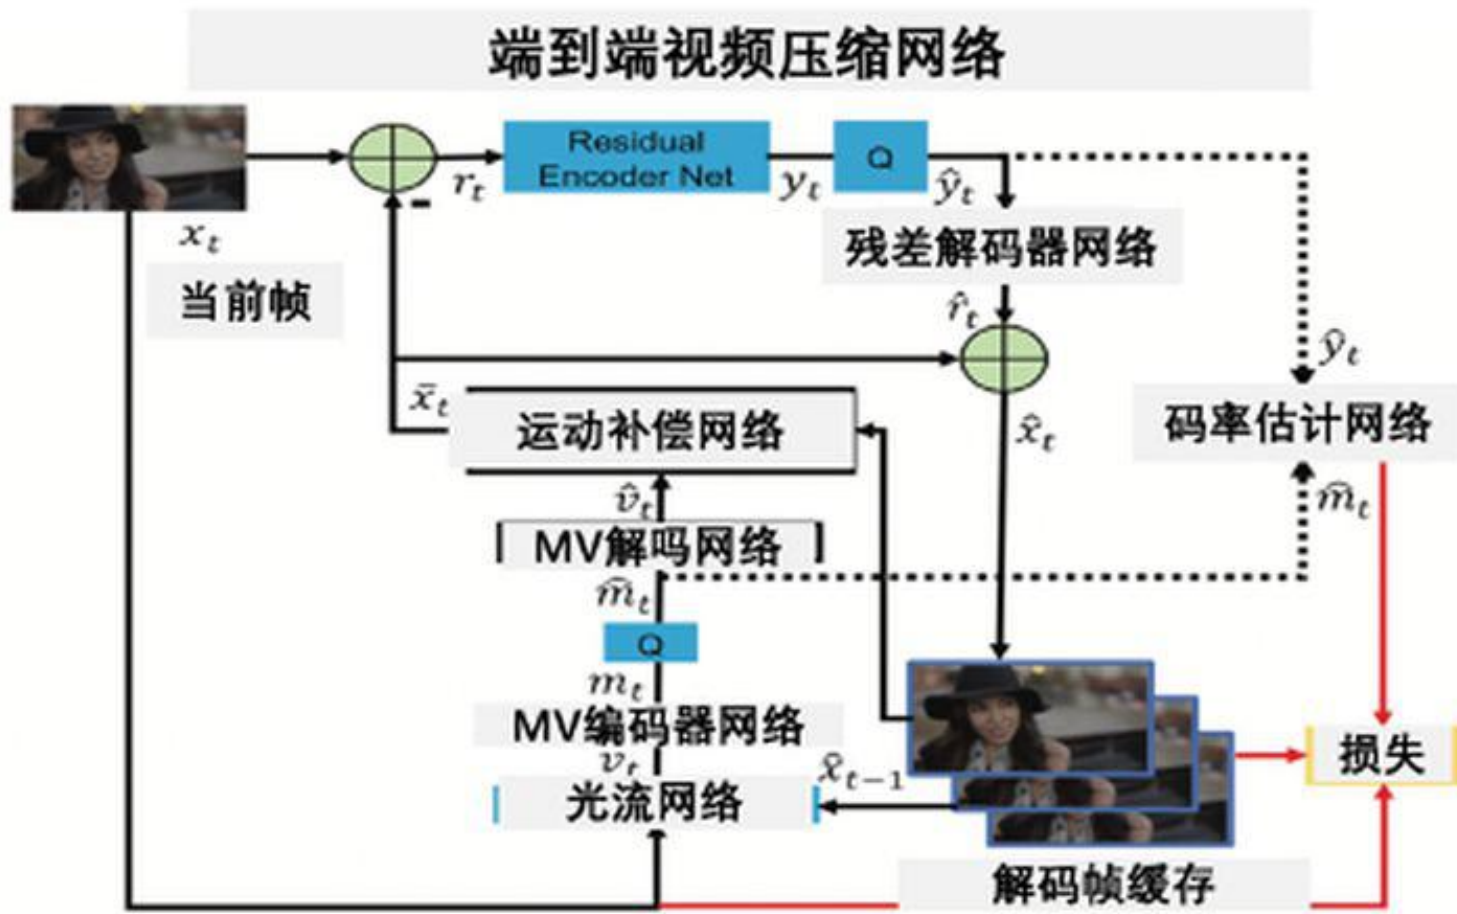 端到端视频压缩网络
Residual
Encoder Net
Q
r_t
y_t
ŷ_t
x_t
当前帧
残差解码器网络
r̂_t
ŷ_t
x̄_t
运动补偿网络
x̂_t
码率估计网络
v̂_t
m̂_t
MV解吗网络
m̂_t
Q
m_t
MV编码器网络
v_t
x̂_{t-1}
损失
光流网络
解码帧缓存